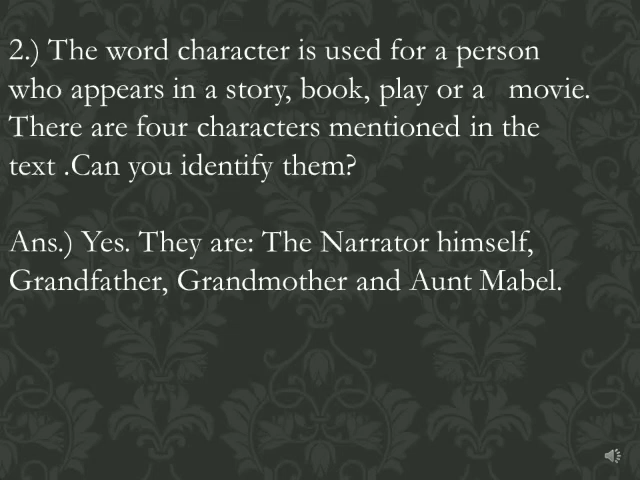 2.) The word character is used for a person
who appears in a story, book, play or a movie.
There are four characters mentioned in the
text .Can you identify them?
Ans.) Yes. They are: The Narrator himself,
Grandfather, Grandmother and Aunt Mabel.